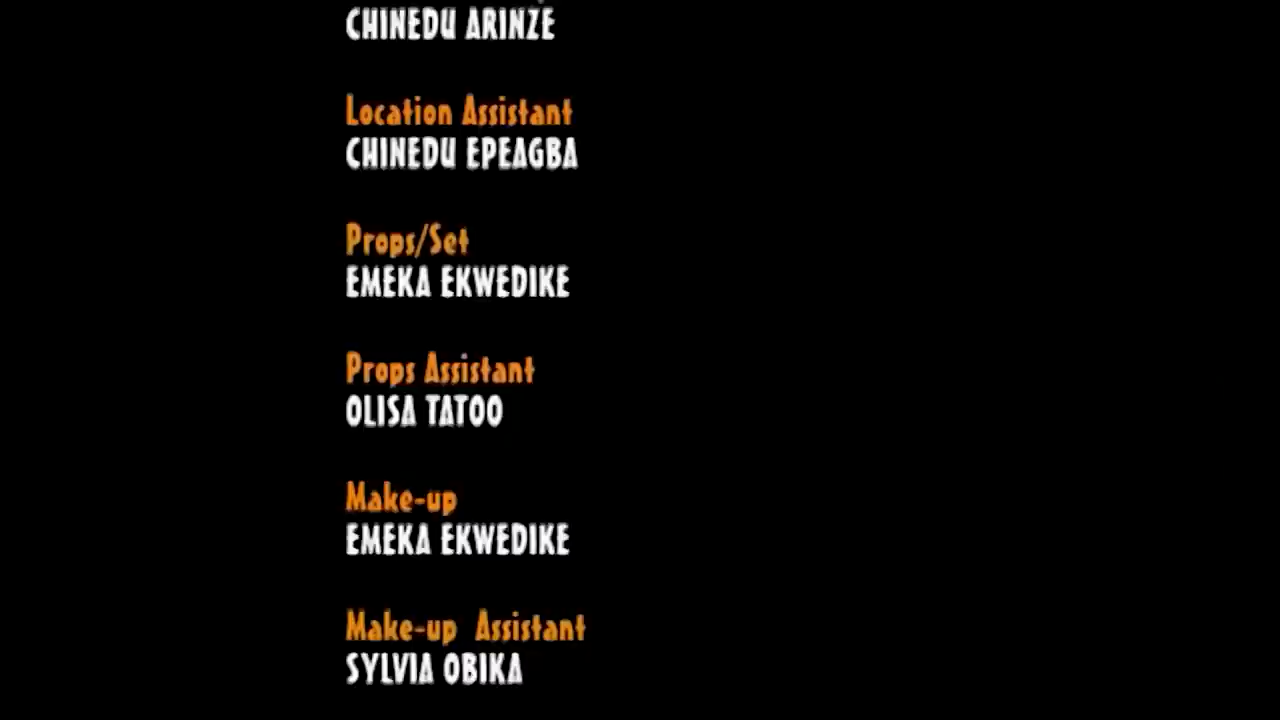 CHINEDU ARINZE
Location Assistant
CHINEDU EPEAGBA
Props/Set
EMEKA EKWEDIKE
Props Assistant
OLISA TATOO
Make-up
EMEKA EKWEDIKE
Make-up Assistant
SYLVIA OBIKA